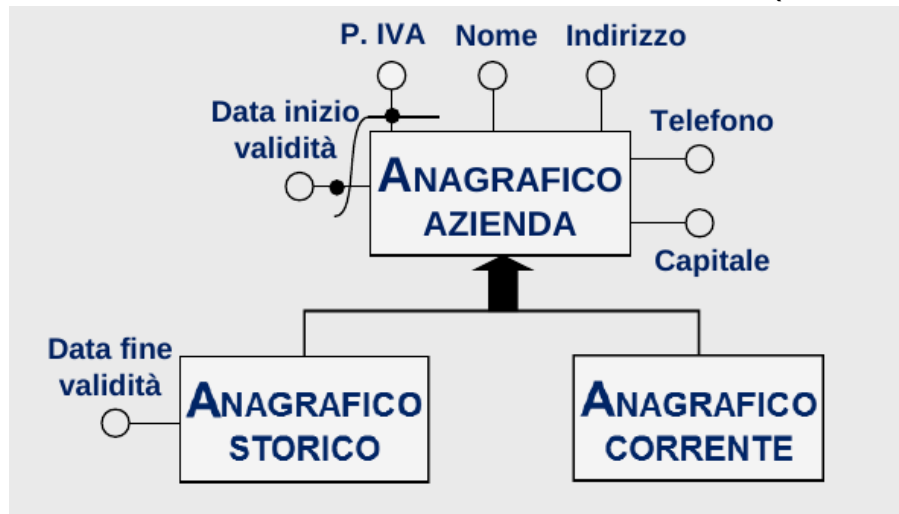 P. IVA Nome Indirizzo
Data inizio
validità
Telefono
ANAGRAFICO
AZIENDA
Capitale
Data fine
validità
ANAGRAFICO
STORICO
ANAGRAFICO
CORRENTE